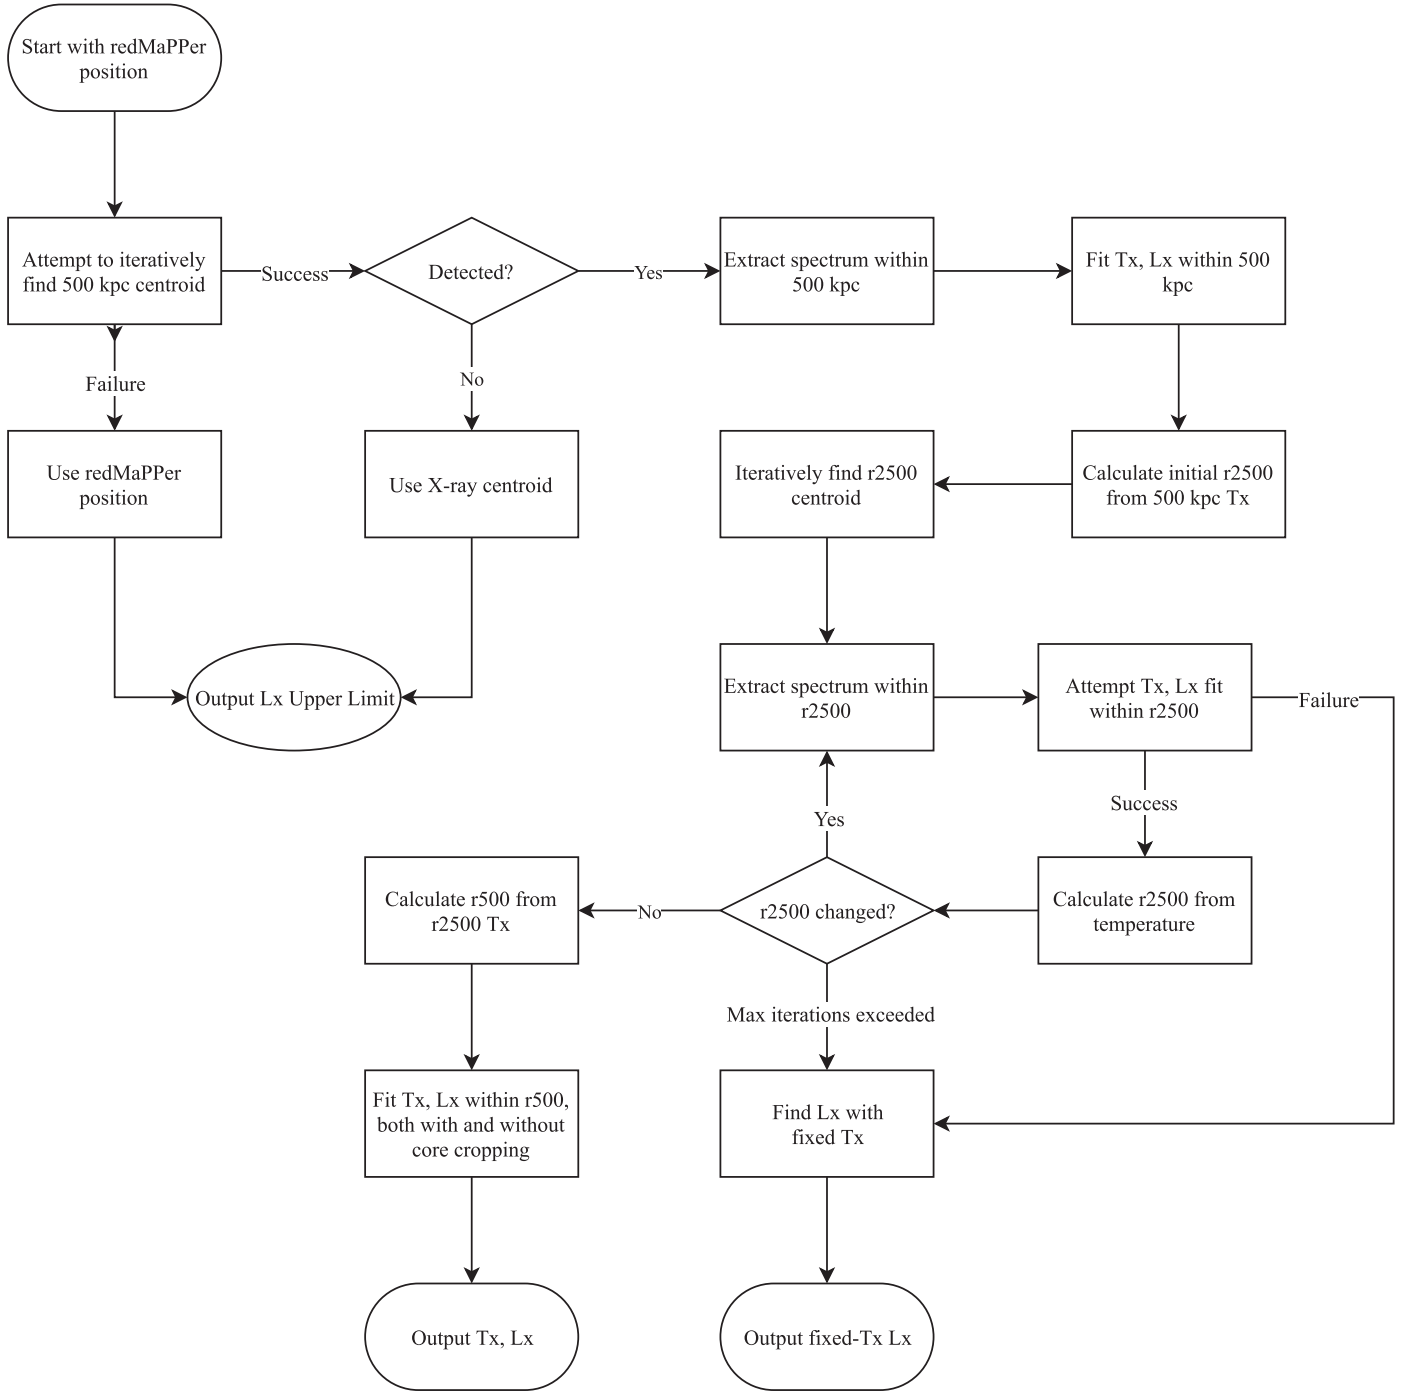 Start with redMaPPer
position
Attempt to iteratively
find 500 kpc centroid
Success
Detected?
Yes
Extract spectrum within
500 kpc
Fit Tx, Lx within 500
kpc
Failure
No
Use redMaPPer
position
Use X-ray centroid
Iteratively find r2500
centroid
Calculate initial r2500
from 500 kpc Tx
Output Lx Upper Limit
Extract spectrum within
r2500
Attempt Tx, Lx fit
within r2500
Failure
Success
Yes
Calculate r500 from
r2500 Tx
No
r2500 changed?
Calculate r2500 from
temperature
Max iterations exceeded
Fit Tx, Lx within r500,
both with and without
core cropping
Find Lx with
fixed Tx
Output Tx, Lx
Output fixed-Tx Lx